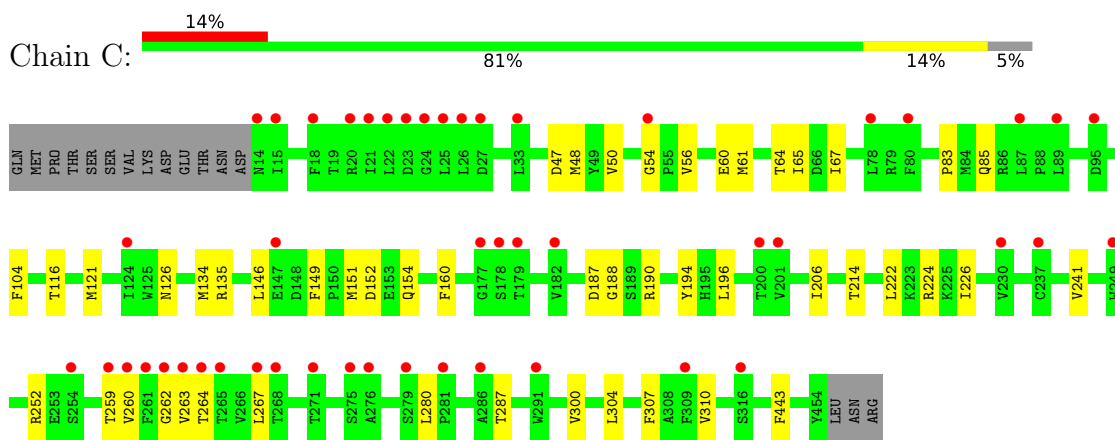 14%
Chain C:
81% 14% 5%
GLN MET PRO THR SER SER VAL LYS ASP GLU THR ASN ASP N14 I15 F18 T19 R20 I21 L22 D23 G24 L25 L26 D27 L33 D47 M48 Y49 V50 G54 P55 V56 E60 M61 T64 I65 D66 I67 L78 R79 F80 P83 M84 Q85 R86 L87 P88 L89 D95
F104 T116 M121 I124 W125 N126 M134 R135 L146 E147 D148 F149 P150 M151 D152 E153 Q154 F160 G177 S178 T179 V182 D187 G188 S189 R190 Y194 H195 L196 T200 V201 I206 T214 L222 K223 R224 K225 I226 V230 C237 V241
R252 E253 S254 T259 V260 F261 G262 V263 T264 T265 V266 L267 T268 T271 S275 A276 S279 L280 P281 A286 T287 W291 V300 L304 F307 A308 F309 V310 S316 F443 Y454 LEU ASN ARG